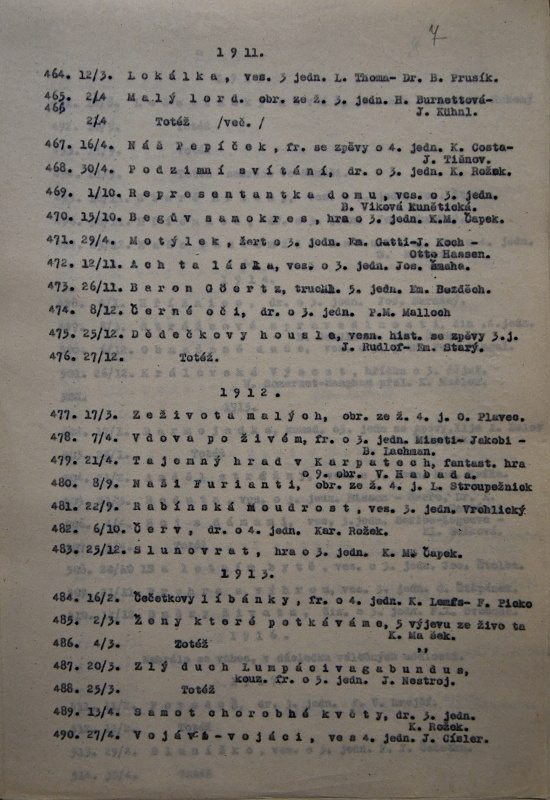 7
1911.
464. 12/3. Lokálka, ves. 3 jedn. L. Thoma- Dr. B. Prusík.
465. 2/4 Malý lord. obr. ze ž. 3. jedn. H. Burnettová-
J. Kühnl.
466 2/4 Totéž /več. /
467. 16/4. Náš Pepíček, fr. se zpěvy o 4. jedn. K. Costa-
J. Tišnov.
468. 30/4. Podzimní svítání, dr. o 3. jedn. K. Rožek.
469. 1/10. Representantka domu, ves. o 3. jedn.
B. Viková Kunětická.
470. 15/10. Begův samokres, hra o 3. jedn. K.M. Čapek.
471. 29/4. Motýlek, žert o 3. jedn. Em. Gatti-J. Koch -
Otto Haasen.
472. 12/11. Ach ta láska, ves. o 3. jedn. Jos. Šmaha.
473. 26/11. Baron Göertz, truchl. 5. jedn. Em. Bozděch.
474. 8/12. Černé oči, dr. o 3. jedn. P.M. Malloch
475. 25/12. Dědečkovy housle, vesn. hist. se zpěvy 3.j.
J. Rudlof- Em. Starý.
476. 27/12. Totéž.
1912.
477. 17/3. Ze života malých, obr. ze ž. 4. j. O. Plavec.
478. 7/4. Vdova po živém, fr. o 3. jedn. Miseti- Jakobi -
B. Lachman.
479. 21/4. Tajemný hrad v Karpatech, fantast. hra
o 9. obr. V. Habada.
480. 8/9. Naši Furianti, obr. ze ž. 4. j. L. Stroupežnick
481. 22/9. Rabínská moudrost, ves. 3. jedn. Vrchlický
482. 6/10. Červ, dr. o 4. jedn. Kar. Rožek.
483. 25/12. Slunovrat, hra o 3. jedn. K. M. Čapek.
1913.
484. 16/2. Čečetkovy líbánky, fr. o 4. jedn. K. Lemfs- F. Picko
485. 2/3. Ženy které potkáváme, 5 výjevu ze živo ta
K. Mašek.
486. 4/3. Totéž "
487. 20/3. Zlý duch Lumpácivagabundus,
kouz. fr. o 5. jedn. J. Nestroj.
488. 25/3. Totéž
489. 13/4. Samot chorobné květy, dr. 3. jedn.
K. Rožek.
490. 27/4. Vojává-vojáci, ves 4. jedn. J. Císler.